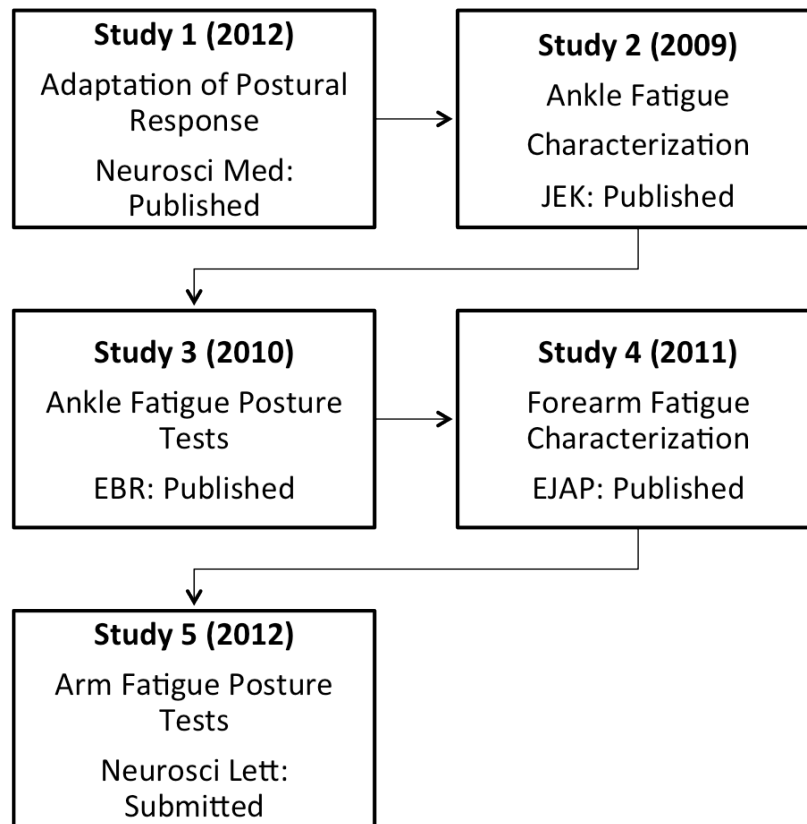 Study 1 (2012)
Adaptation of Postural
Response
Neurosci Med:
Published
Study 2 (2009)
Ankle Fatigue
Characterization
JEK: Published
Study 3 (2010)
Ankle Fatigue Posture
Tests
EBR: Published
Study 4 (2011)
Forearm Fatigue
Characterization
EJAP: Published
Study 5 (2012)
Arm Fatigue Posture
Tests
Neurosci Lett:
Submitted